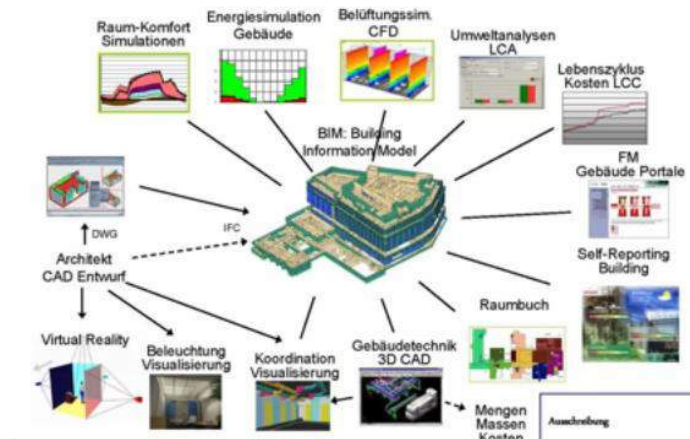 Raum-Komfort
Simulationen
Energiesimulation
Gebäude
Belüftungssim.
CFD
Umweltanalysen
LCA
Lebenszyklus
Kosten LCC
BIM: Building
Information Model
FM
Gebäude Portale
DWG
IFC
Architekt
CAD Entwurf
Self-Reporting
Building
Virtual Reality
Beleuchtung
Visualisierung
Koordination
Visualisierung
Gebäudetechnik
3D CAD
Raumbuch
Mengen
Massen
Kosten
Ausschreibung